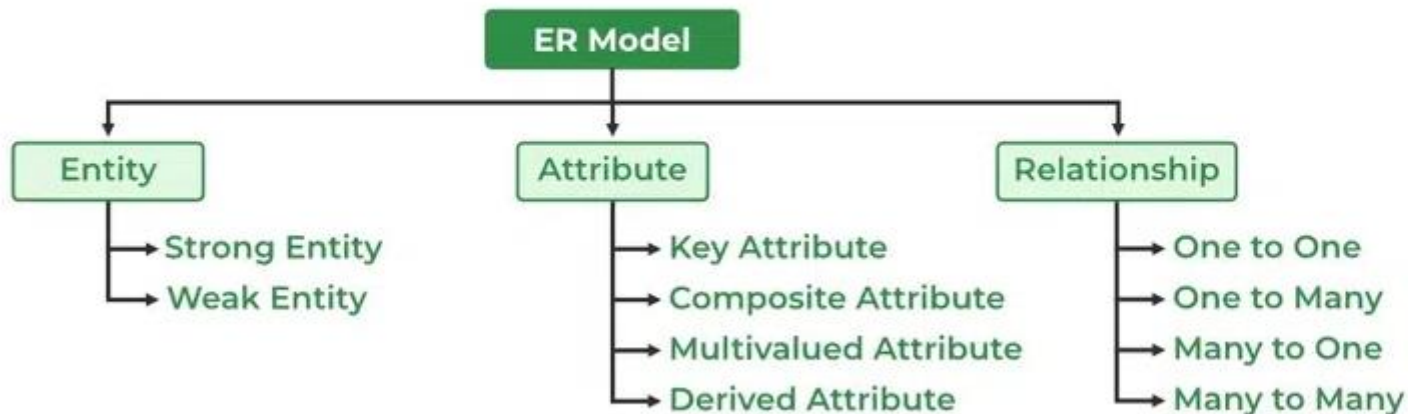 ER Model
Entity
Strong Entity
Weak Entity
Attribute
Key Attribute
Composite Attribute
Multivalued Attribute
Derived Attribute
Relationship
One to One
One to Many
Many to One
Many to Many